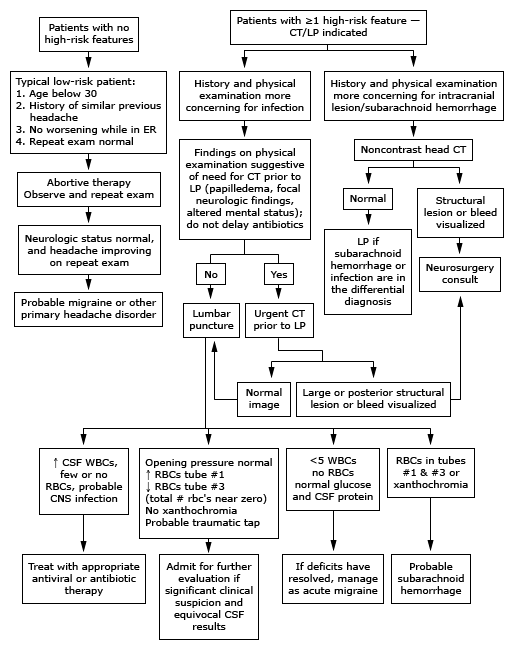 Patients with no
high-risk features
Patients with ≥1 high-risk feature —
CT/LP indicated
Typical low-risk patient:
1. Age below 30
2. History of similar previous
headache
3. No worsening while in ER
4. Repeat exam normal
History and physical
examination more
concerning for infection
History and physical examination
more concerning for intracranial
lesion/subarachnoid hemorrhage
Abortive therapy
Observe and repeat exam
Findings on physical
examination suggestive
of need for CT prior to
LP (papilledema, focal
neurologic findings,
altered mental status);
do not delay antibiotics
Noncontrast head CT
Normal
Structural
lesion or bleed
visualized
Neurologic status normal,
and headache improving
on repeat exam
LP if
subarachnoid
hemorrhage or
infection are in
the differential
diagnosis
Neurosurgery
consult
No
Yes
Probable migraine or other
primary headache disorder
Lumbar
puncture
Urgent CT
prior to LP
Normal
image
Large or posterior structural
lesion or bleed visualized
↑ CSF WBCs,
few or no
RBCs, probable
CNS infection
Opening pressure normal
↑ RBCs tube #1
↓ RBCs tube #3
(total # rbc's near zero)
No xanthochromia
Probable traumatic tap
<5 WBCs
no RBCs
normal glucose
and CSF protein
RBCs in tubes
#1 & #3 or
xanthochromia
Treat with appropriate
antiviral or antibiotic
therapy
Admit for further
evaluation if
significant clinical
suspicion and
equivocal CSF
results
If deficits have
resolved, manage
as acute migraine
Probable
subarachnoid
hemorrhage